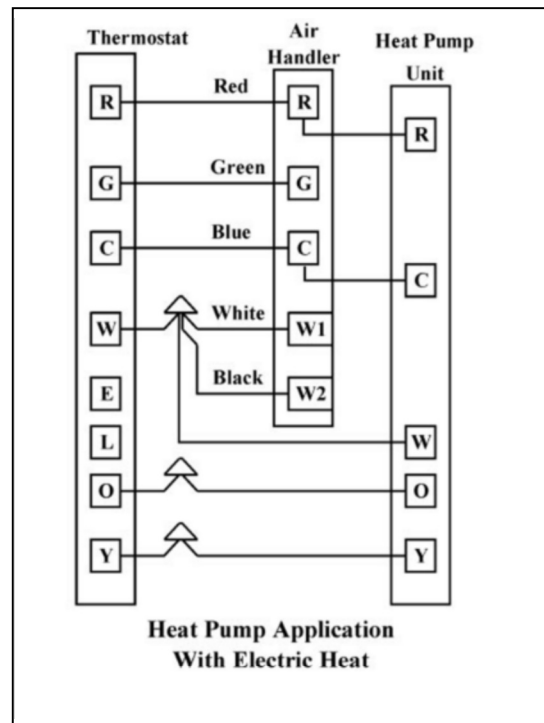 Thermostat
Air
Handler
Heat Pump
Unit
R
Red
R
R
G
Green
G
C
Blue
C
C
W
White
W1
E
Black
W2
L
W
O
O
Y
Y
Heat Pump Application
With Electric Heat